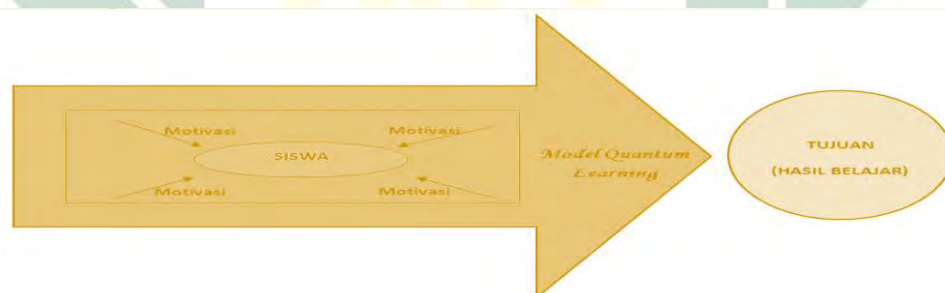 Motivasi
Motivasi
SISWA
Motivasi
Motivasi
Model Quantum
Learning
TUJUAN
(HASIL BELAJAR)